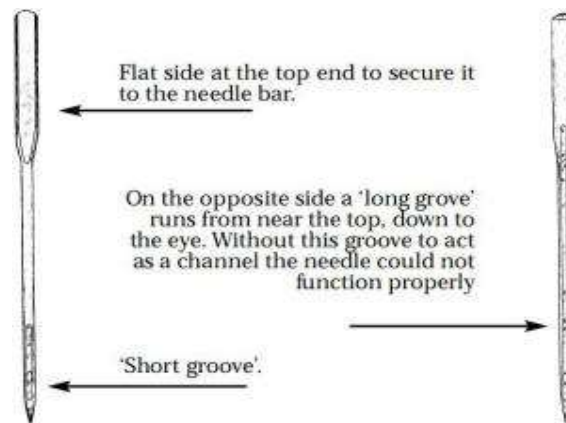 Flat side at the top end to secure it
to the needle bar.
On the opposite side a 'long grove'
runs from near the top, down to
the eye. Without this groove to act
as a channel the needle could not
function properly
'Short groove'.